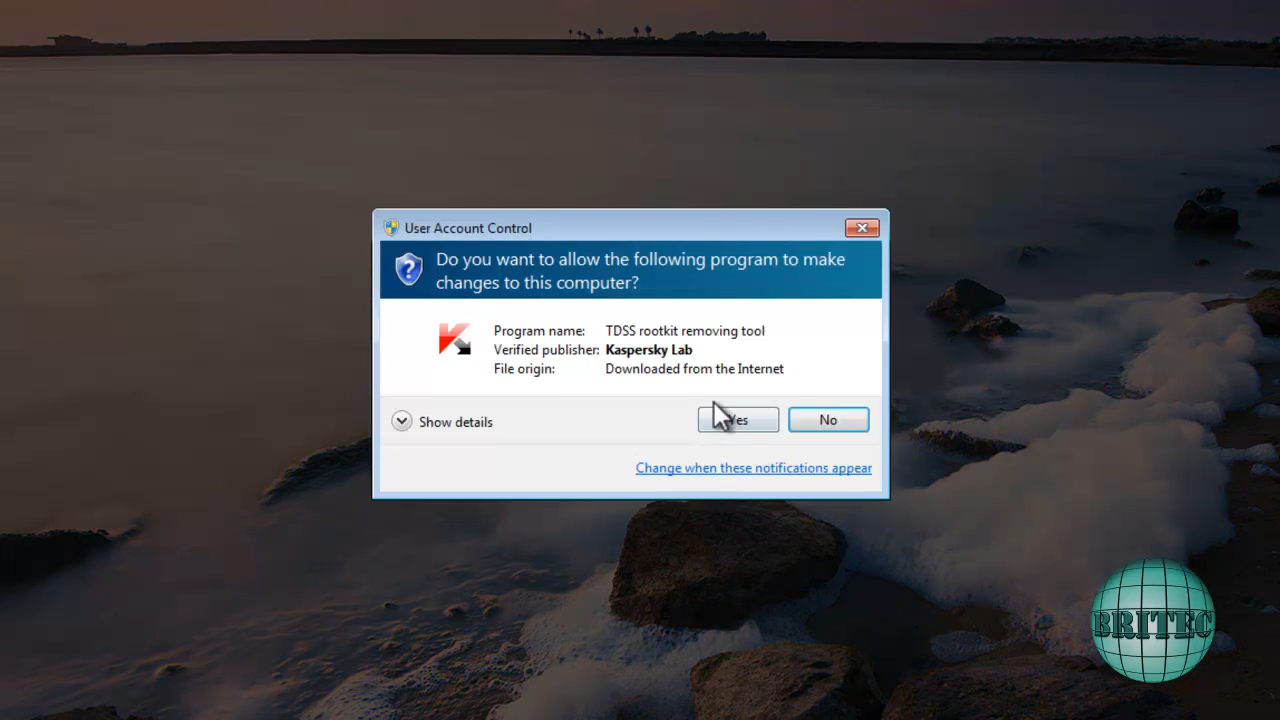 User Account Control
Do you want to allow the following program to make
changes to this computer?
Program name: TDSS rootkit removing tool
Verified publisher: Kaspersky Lab
File origin: Downloaded from the Internet
Show details
Yes
No
Change when these notifications appear
BRITEC